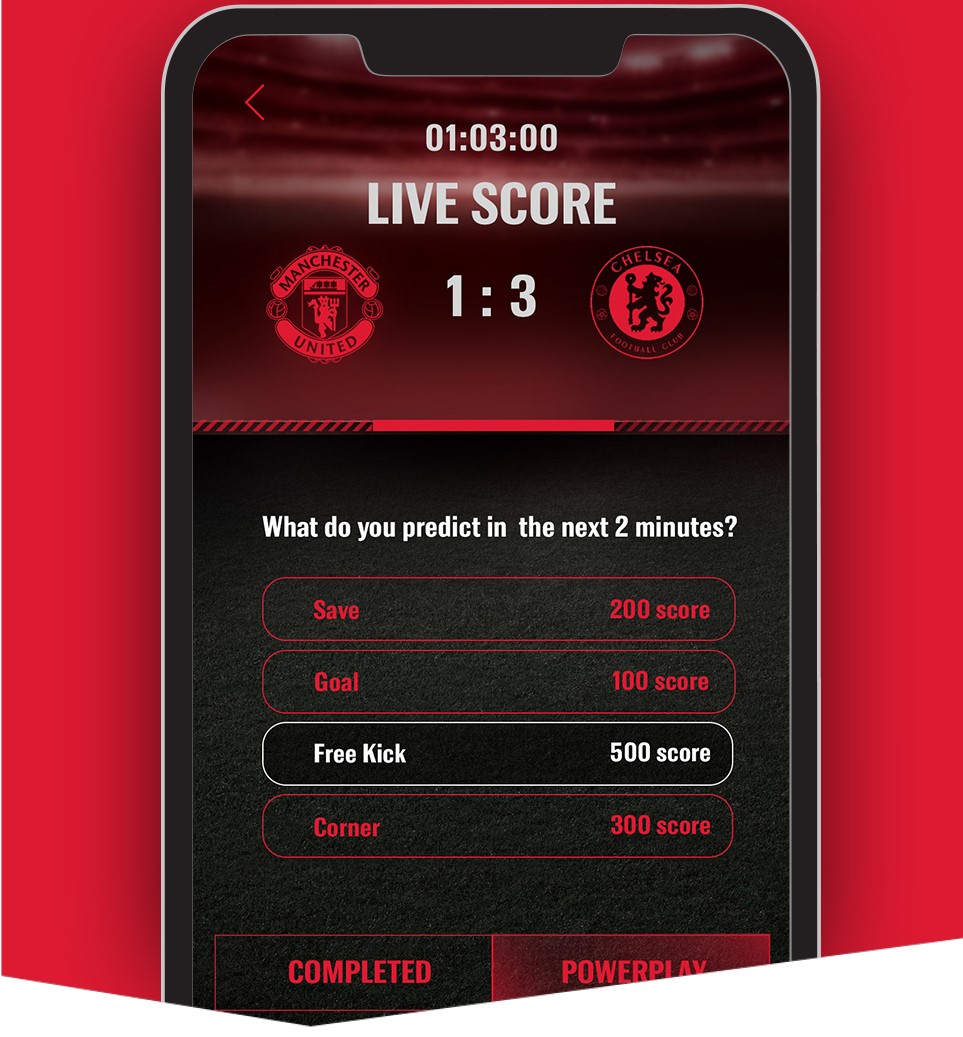 01:03:00
LIVE SCORE
MANCHESTER
UNITED
1 : 3
CHELSEA
FOOTBALL CLUB
What do you predict in  the next 2 minutes?
Save 200 score
Goal 100 score
Free Kick 500 score
Corner 300 score
COMPLETED POWERPLAY